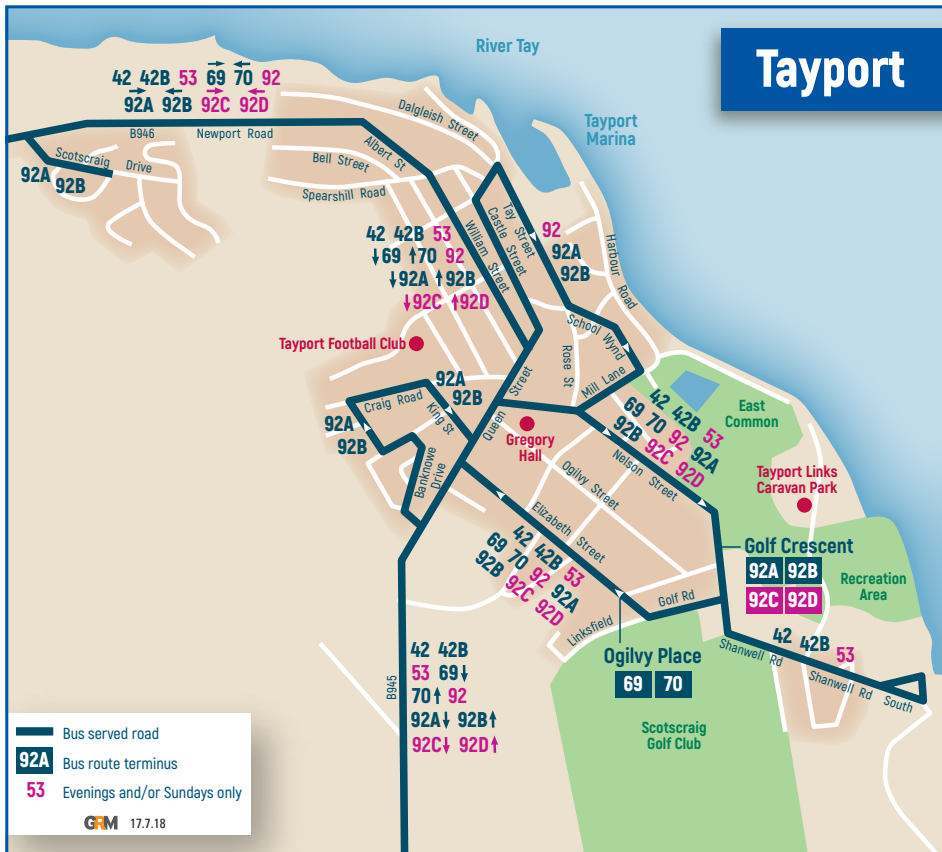 Tayport
River Tay
Tayport
Marina
42 42B 53 69 70 92
92A 92B 92C 92D
B946 Newport Road
Scotscraig Drive
92A
92B
Dalgleish Street
Albert St
Bell Street
Spearshill Road
William Street
Castle Street
Tay Street
92
92A
92B
Harbour Road
42 42B 53
↓69 ↑70 92
↓92A ↑92B
↓92C ↑92D
Tayport Football Club
School Wynd
Rose St
Mill Lane
Queen Street
92A
92B
Craig Road
King St
92A
92B
Banknowe
Drive
Gregory
Hall
42 42B 53
69 70 92 92A
92B 92C 92D
Nelson Street
East
Common
Tayport Links
Caravan Park
Ogilvy Street
Elizabeth Street
42 42B 53
69 70 92 92A
92B 92C 92D
Golf Crescent
92A 92B
92C 92D
Recreation
Area
Linksfield
Golf Rd
Ogilvy Place
69 70
42 42B 53
Shanwell Rd
Shanwell Rd South
Scotscraig
Golf Club
B945
42 42B
53 69↓
70↑ 92
92A↓ 92B↑
92C↓ 92D↑
Bus served road
92A Bus route terminus
53 Evenings and/or Sundays only
GRM 17.7.18